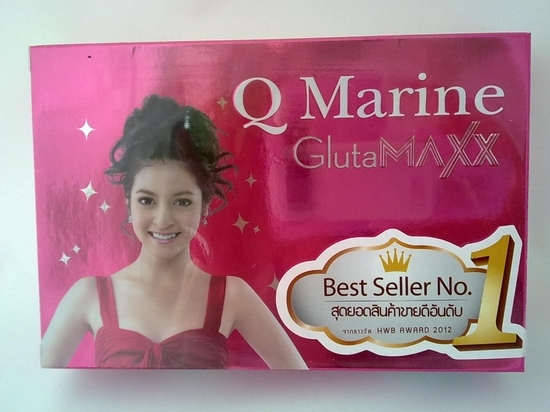 Q Marine
GlutaMAXx
Best Seller No. 1
สุดยอดสินค้าขายดีอันดับ
จากรางวัล HWB AWARD 2012